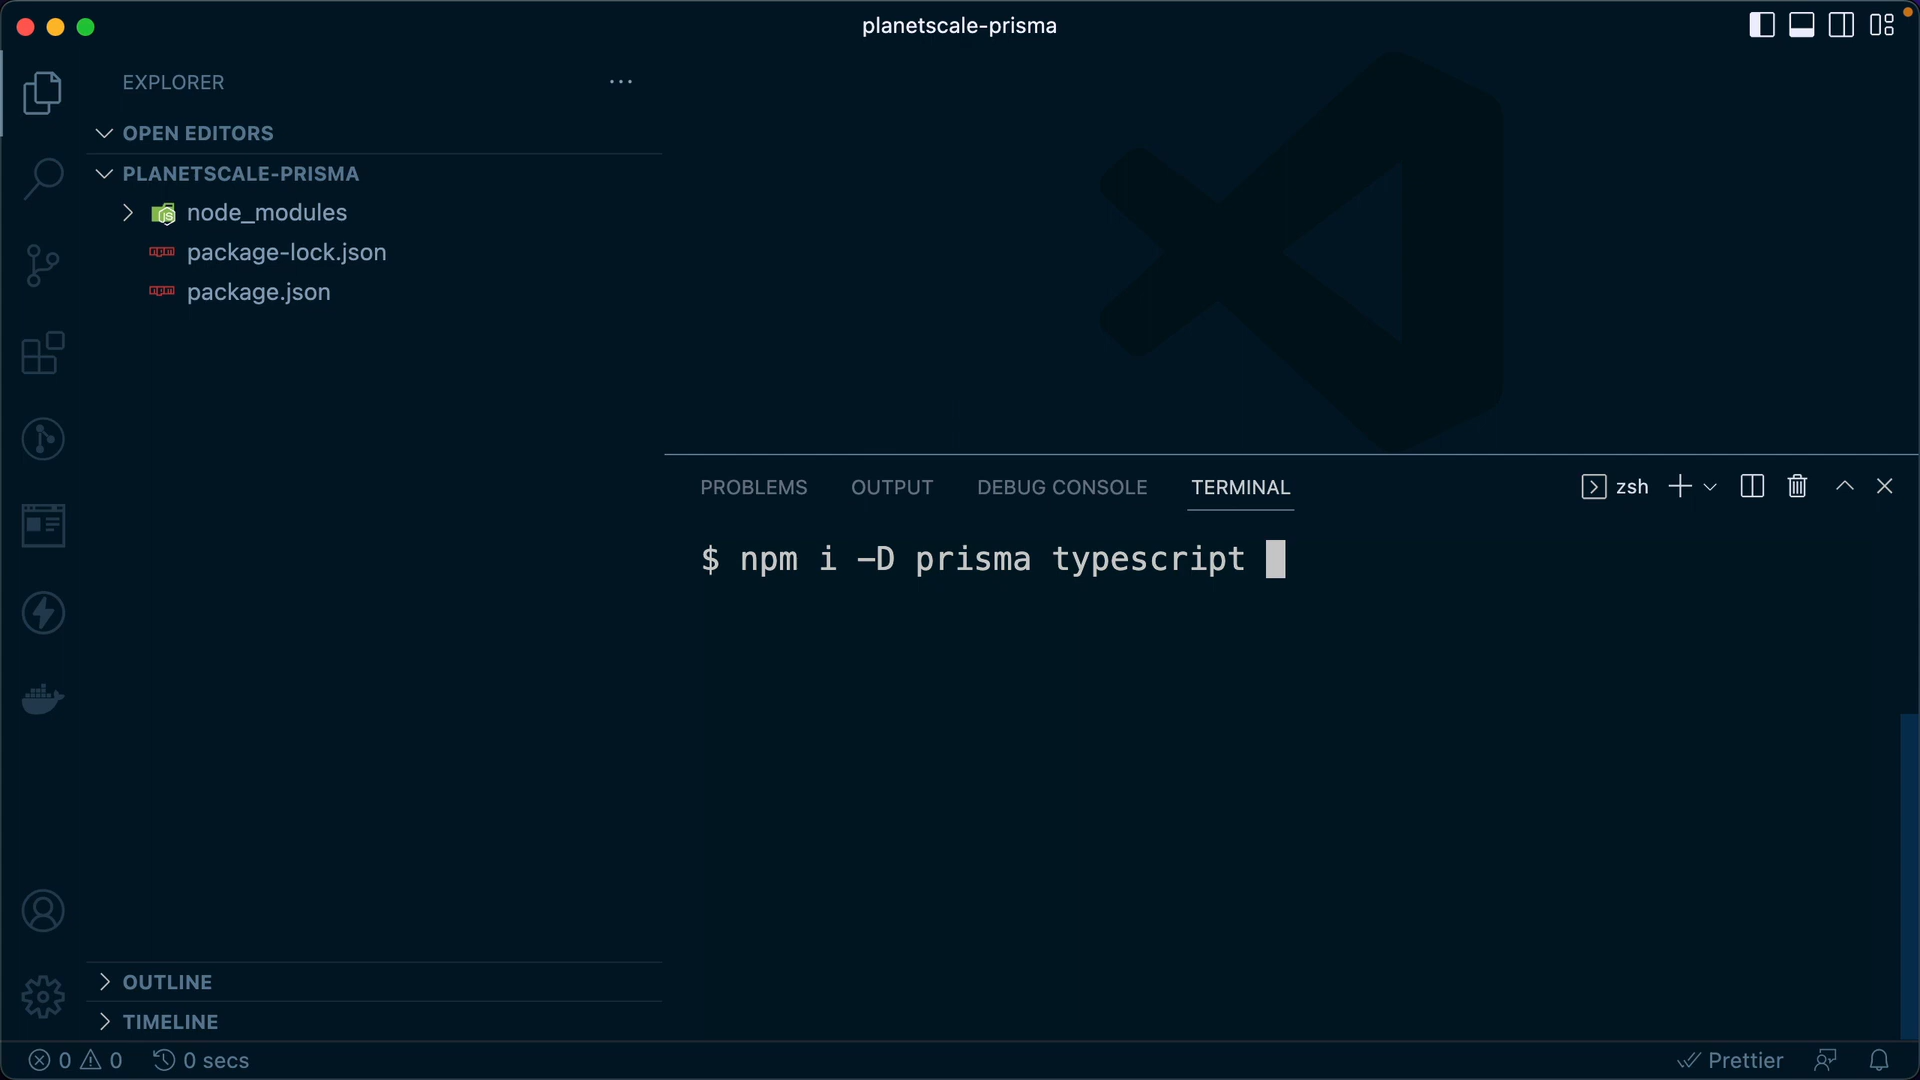 planetscale-prisma
EXPLORER
OPEN EDITORS
PLANETSCALE-PRISMA
node_modules
package-lock.json
package.json
PROBLEMS OUTPUT DEBUG CONSOLE TERMINAL zsh
$ npm i -D prisma typescript
OUTLINE
TIMELINE
0 0 0 secs Prettier